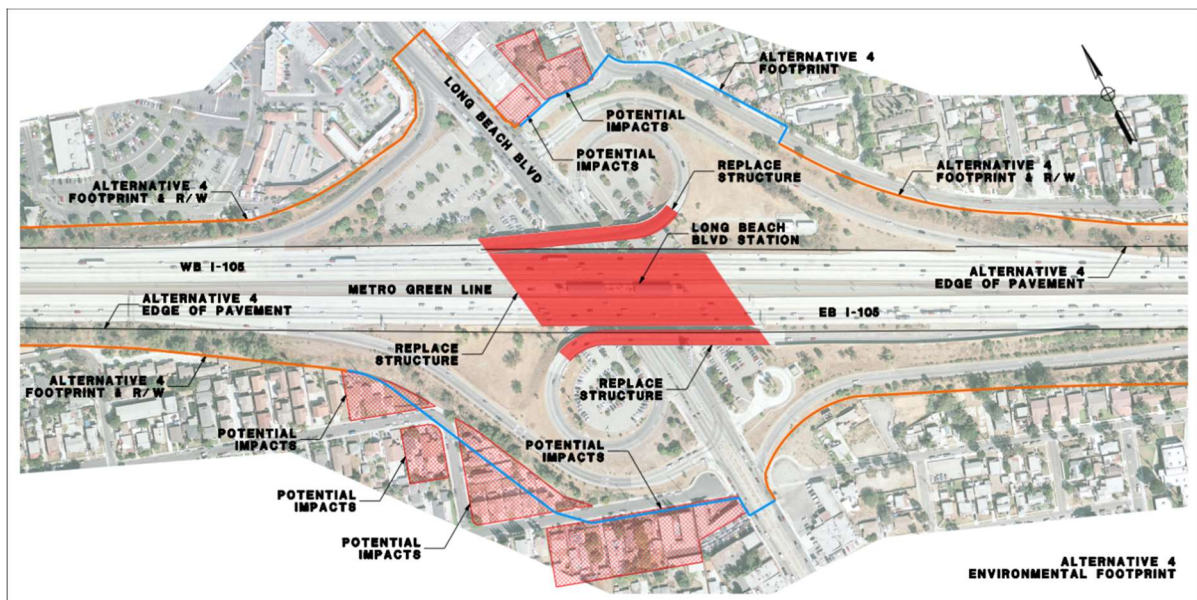 ALTERNATIVE 4
FOOTPRINT
LONG BEACH BLVD
POTENTIAL
IMPACTS
POTENTIAL
IMPACTS
REPLACE
STRUCTURE
ALTERNATIVE 4
FOOTPRINT & R/W
ALTERNATIVE 4
FOOTPRINT & R/W
LONG BEACH
BLVD STATION
WB I-105
ALTERNATIVE 4
EDGE OF PAVEMENT
METRO GREEN LINE
ALTERNATIVE 4
EDGE OF PAVEMENT
EB I-105
REPLACE
STRUCTURE
ALTERNATIVE 4
FOOTPRINT & R/W
REPLACE
STRUCTURE
POTENTIAL
IMPACTS
POTENTIAL
IMPACTS
POTENTIAL
IMPACTS
POTENTIAL
IMPACTS
ALTERNATIVE 4
ENVIRONMENTAL FOOTPRINT